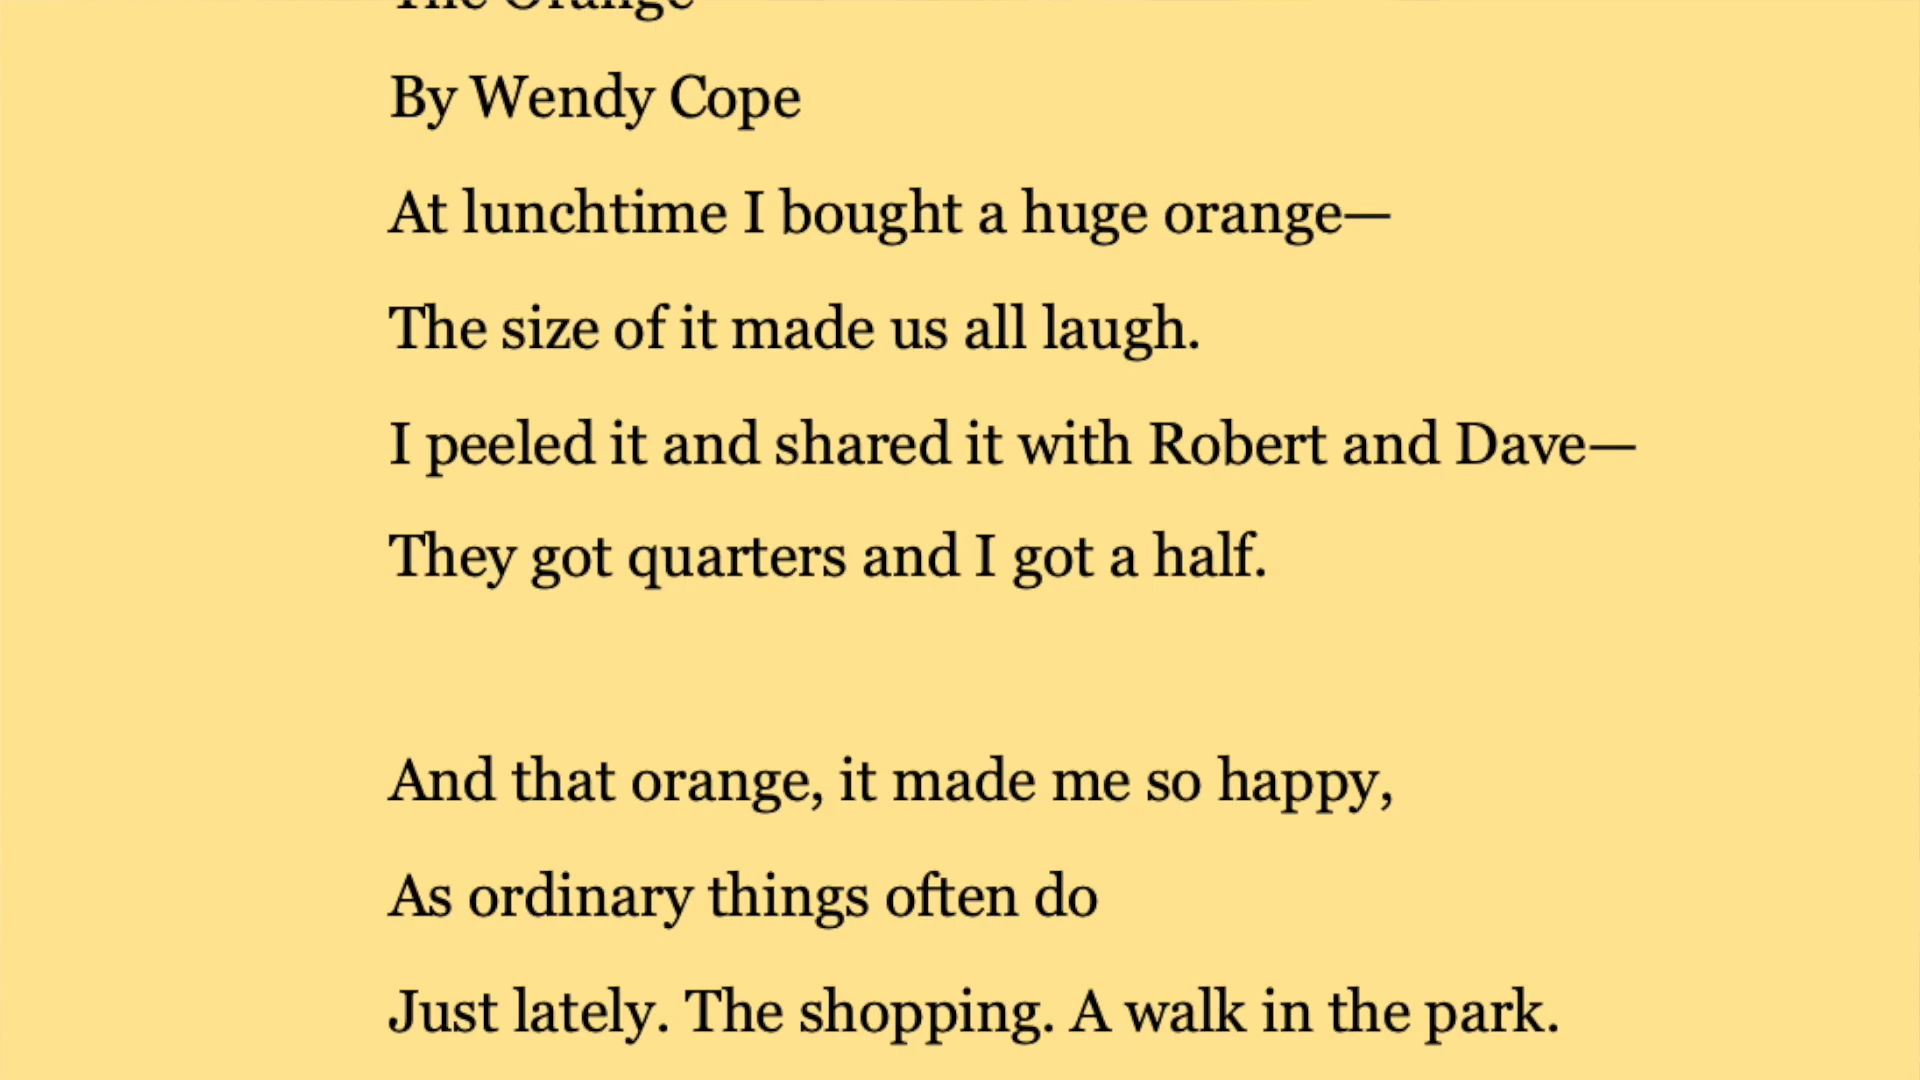 The Orange
By Wendy Cope
At lunchtime I bought a huge orange—
The size of it made us all laugh.
I peeled it and shared it with Robert and Dave—
They got quarters and I got a half.
And that orange, it made me so happy,
As ordinary things often do
Just lately. The shopping. A walk in the park.